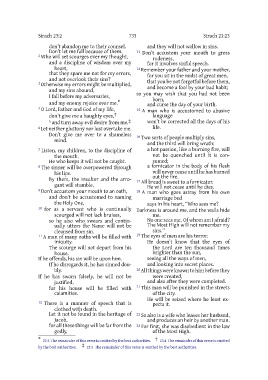 Sirach 23:2
733
Sirach 23:23
don't abandon me to their counsel.
Don't let me fall because of them.
2 Who will set scourges over my thought,
and a discipline of wisdom over my
heart,
that they spare me not for my errors,
and not overlook their sins?
3 Otherwise my errors might be multiplied,
and my sins abound,
I fall before my adversaries,
and my enemy rejoice over me.*
4 O Lord, Father and God of my life,
don't give me a haughty eyes,†
5 and turn away evil desire from me.‡
6 Let neither gluttony nor lust overtake me.
Don't give me over to a shameless
mind.
7 Listen, my children, to the discipline of
the mouth.
He who keeps it will not be caught.
8 The sinner will be overpowered through
his lips.
By them, the insulter and the arrogant
will stumble.
9 Don't accustom your mouth to an oath,
and don't be accustomed to naming
the Holy One,
10 for as a servant who is continually
scourged will not lack bruises,
so he also who swears and continually
utters the Name will not be
cleansed from sin.
11 A man of many oaths will be filled with
iniquity.
The scourge will not depart from his
house.
If he offends, his sin will be upon him.
If he disregards it, he has sinned doubly.
If he has sworn falsely, he will not be
justified,
for his house will be filled with
calamities.
12 There is a manner of speech that is
clothed with death.
Let it not be found in the heritage of
Jacob,
for all these things will be far from the
godly,
and they will not wallow in sins.
13 Don't accustom your mouth to gross
rudeness,
for it involves sinful speech.
14 Remember your father and your mother,
for you sit in the midst of great men,
that you be not forgetful before them,
and become a fool by your bad habit;
so you may wish that you had not been
born,
and curse the day of your birth.
15 A man who is accustomed to abusive
language
won't be corrected all the days of his
life.
16 Two sorts of people multiply sins,
and the third will bring wrath:
a hot passion, like a burning fire, will
not be quenched until it is consumed;
a fornicator in the body of his flesh
will never cease until he has burned
out the fire.
17 All bread is sweet to a fornicator.
He will not cease until he dies.
18 A man who goes astray from his own
marriage bed
says in his heart, "Who sees me?
Darkness is around me, and the walls hide
me.
No one sees me. Of whom am I afraid?
The Most High will not remember my
sins."
19 The eyes of men are his terror.
He doesn't know that the eyes of
the Lord are ten thousand times
brighter than the sun,
seeing all the ways of men,
and looking into secret places.
20 All things were known to him before they
were created,
and also after they were completed.
21 This man will be punished in the streets
of the city.
He will be seized where he least expects
it.
22 So also is a wife who leaves her husband,
and produces an heir by another man.
23 For first, she was disobedient in the law
of the Most High.
* 23:3 The remainder of this verse is omitted by the best authorities. † 23:4 The remainder of this verse is omitted
by the best authorities. ‡ 23:5 The remainder of this verse is omitted by the best authorities.